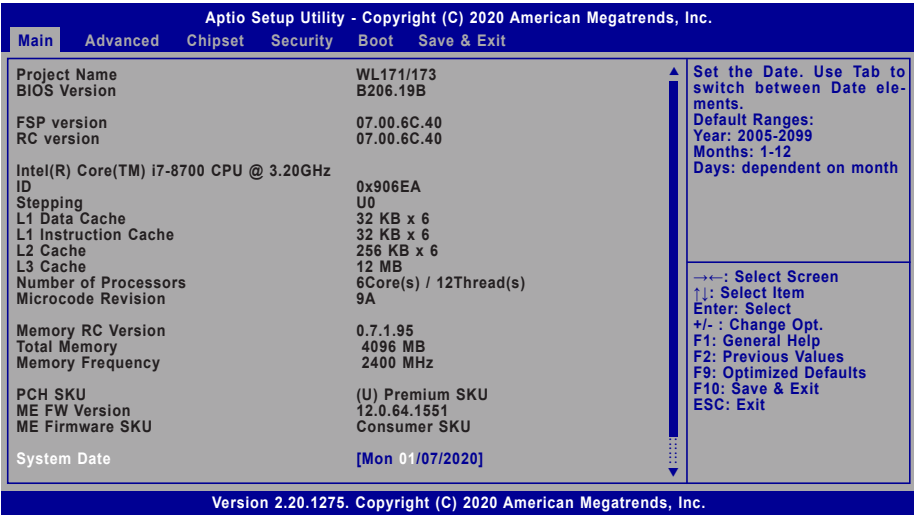 Aptio Setup Utility - Copyright (C) 2020 American Megatrends, Inc.
Main Advanced Chipset Security Boot Save & Exit
Project Name WL171/173
BIOS Version B206.19B
FSP version 07.00.6C.40
RC version 07.00.6C.40
Intel(R) Core(TM) i7-8700 CPU @ 3.20GHz
ID 0x906EA
Stepping U0
L1 Data Cache 32 KB x 6
L1 Instruction Cache 32 KB x 6
L2 Cache 256 KB x 6
L3 Cache 12 MB
Number of Processors 6Core(s) / 12Thread(s)
Microcode Revision 9A
Memory RC Version 0.7.1.95
Total Memory 4096 MB
Memory Frequency 2400 MHz
PCH SKU (U) Premium SKU
ME FW Version 12.0.64.1551
ME Firmware SKU Consumer SKU
System Date [Mon 01/07/2020]
Set the Date. Use Tab to
switch between Date ele-
ments.
Default Ranges:
Year: 2005-2099
Months: 1-12
Days: dependent on month
→←: Select Screen
↑↓: Select Item
Enter: Select
+/- : Change Opt.
F1: General Help
F2: Previous Values
F9: Optimized Defaults
F10: Save & Exit
ESC: Exit
Version 2.20.1275. Copyright (C) 2020 American Megatrends, Inc.